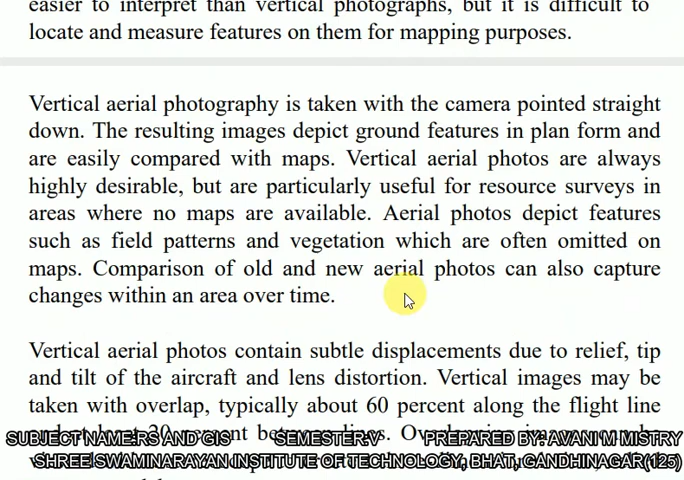 easier to interpret than vertical photographs, but it is difficult to
locate and measure features on them for mapping purposes.
Vertical aerial photography is taken with the camera pointed straight
down. The resulting images depict ground features in plan form and
are easily compared with maps. Vertical aerial photos are always
highly desirable, but are particularly useful for resource surveys in
areas where no maps are available. Aerial photos depict features
such as field patterns and vegetation which are often omitted on
maps. Comparison of old and new aerial photos can also capture
changes within an area over time.
Vertical aerial photos contain subtle displacements due to relief, tip
and tilt of the aircraft and lens distortion. Vertical images may be
taken with overlap, typically about 60 percent along the flight line
SUBJECT NAME:RS AND GIS SEMESTER:V PREPARED BY: AVANI M MISTRY
SHREE SWAMINARAYAN INSTITUTE OF TECHNOLOGY, BHAT, GANDHINAGAR(125)